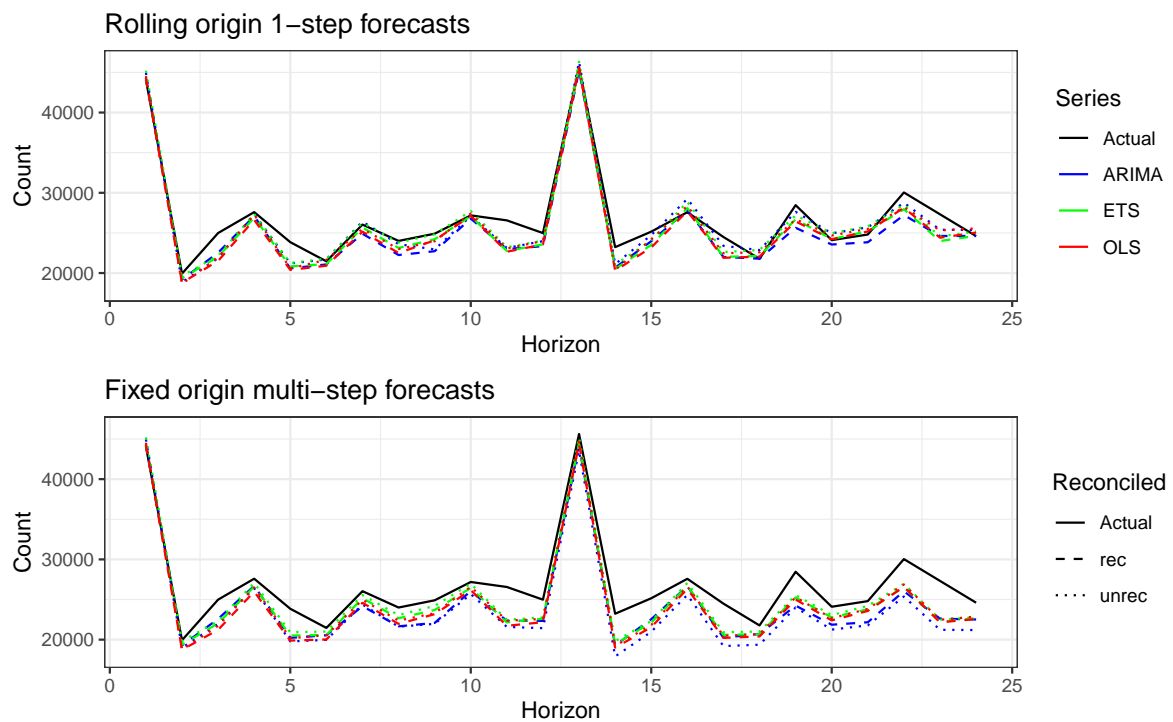 Rolling origin 1−step forecasts
Count
40000
30000
20000
0
5
10
15
20
25
Horizon
Series
Actual
ARIMA
ETS
OLS
Fixed origin multi−step forecasts
Count
40000
30000
20000
0
5
10
15
20
25
Horizon
Reconciled
Actual
rec
unrec